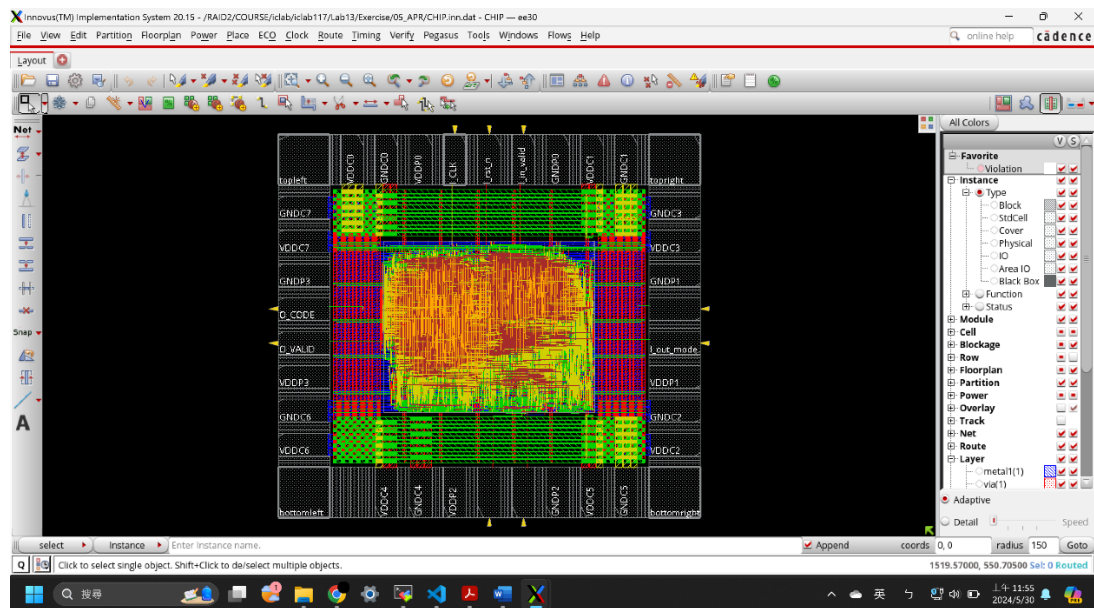 Innovus(TM) Implementation System 20.15 - /RAID2/COURSE/iclab/iclab117/Lab13/Exercise/05_APR/CHIP.inn.dat - CHIP — ee30
File View Edit Partition Floorplan Power Place ECO Clock Route Timing Verify Pegasus Tools Windows Flows Help
online help cādence
Layout
All Colors
Net
V S
Favorite
Violation
Instance
Type
Block
StdCell
Cover
Physical
IO
Area IO
Black Box
Function
Status
Module
Cell
Blockage
Row
Floorplan
Partition
Power
Overlay
Track
Net
Route
Layer
metal1(1)
via(1)
Snap
A
topleft
VDDC0
GNDC0
VDDP0
I_CLK
I_rst_n
I_in_valid
GNDP0
VDDC1
GNDC1
topright
GNDC7
GNDC3
VDDC7
VDDC3
GNDP3
GNDP1
O_CODE
O_VALID
I_out_mode
VDDP3
VDDP1
GNDC6
GNDC2
VDDC6
VDDC2
bottomleft
VDDC4
GNDC4
VDDP2
GNDP2
VDDC5
GNDC5
bottomright
Adaptive
Detail Speed
select Instance Enter Instance name. Append coords 0, 0 radius 150 Goto
Q Click to select single object. Shift+Click to de/select multiple objects. 1519.57000, 550.70500 Sel: 0 Routed
搜尋
英
上午 11:55
2024/5/30